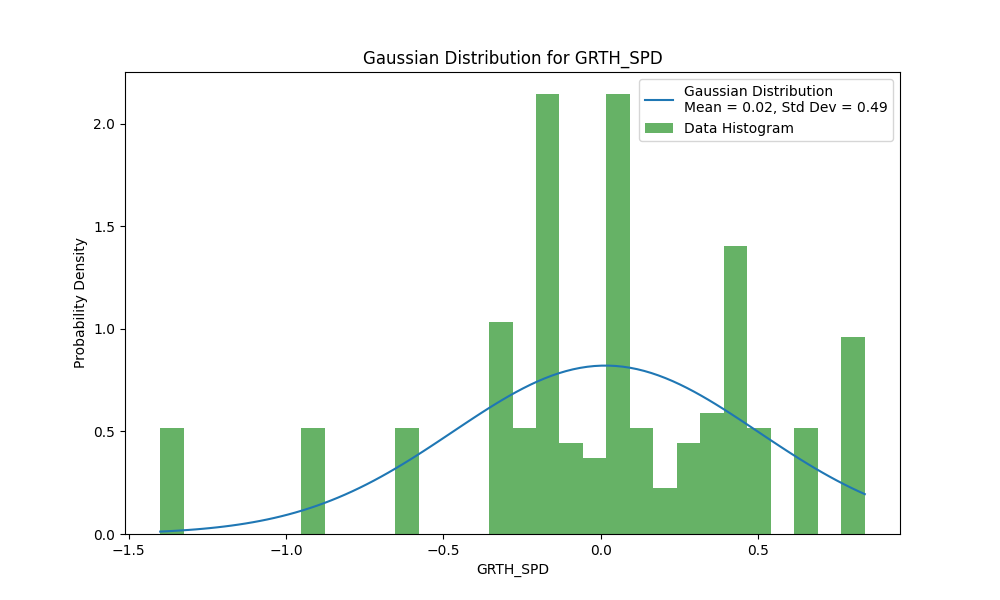 Gaussian Distribution for GRTH_SPD
Gaussian Distribution
Mean = 0.02, Std Dev = 0.49
Data Histogram
Probability Density
2.0
1.5
1.0
0.5
0.0
−1.5 −1.0 −0.5 0.0 0.5
GRTH_SPD